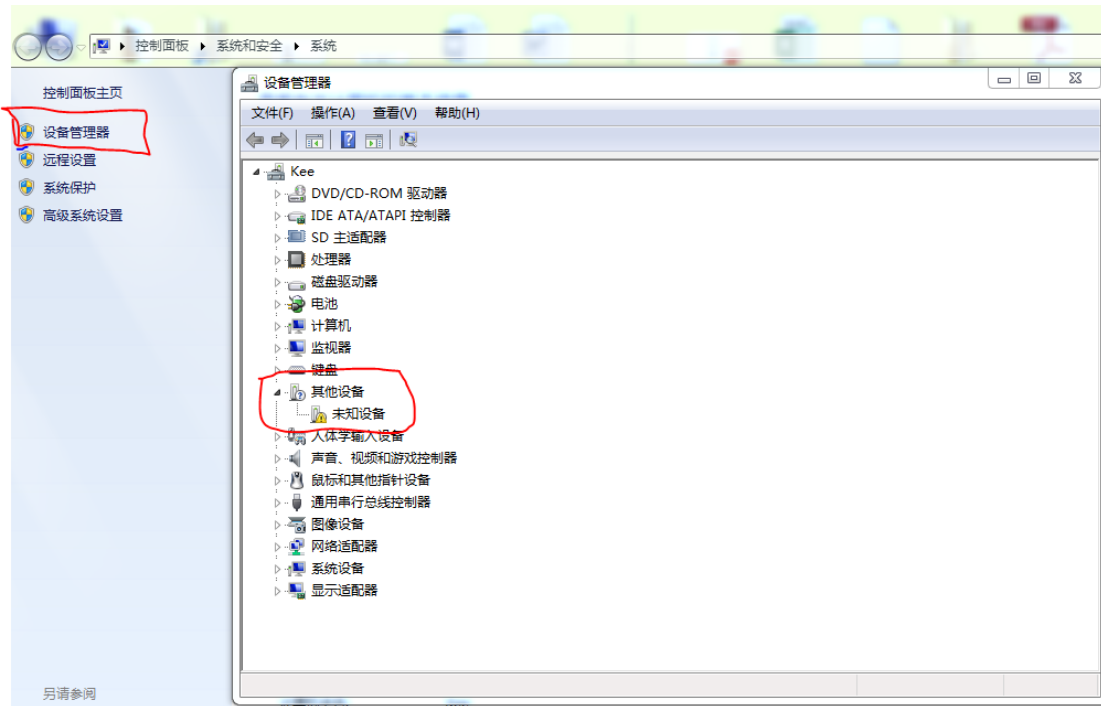 控制面板 ▸ 系统和安全 ▸ 系统
控制面板主页
设备管理器
远程设置
系统保护
高级系统设置
另请参阅
设备管理器
文件(F) 操作(A) 查看(V) 帮助(H)
Kee
DVD/CD-ROM 驱动器
IDE ATA/ATAPI 控制器
SD 主适配器
处理器
磁盘驱动器
电池
计算机
监视器
键盘
其他设备
未知设备
人体学输入设备
声音、视频和游戏控制器
鼠标和其他指针设备
通用串行总线控制器
图像设备
网络适配器
系统设备
显示适配器